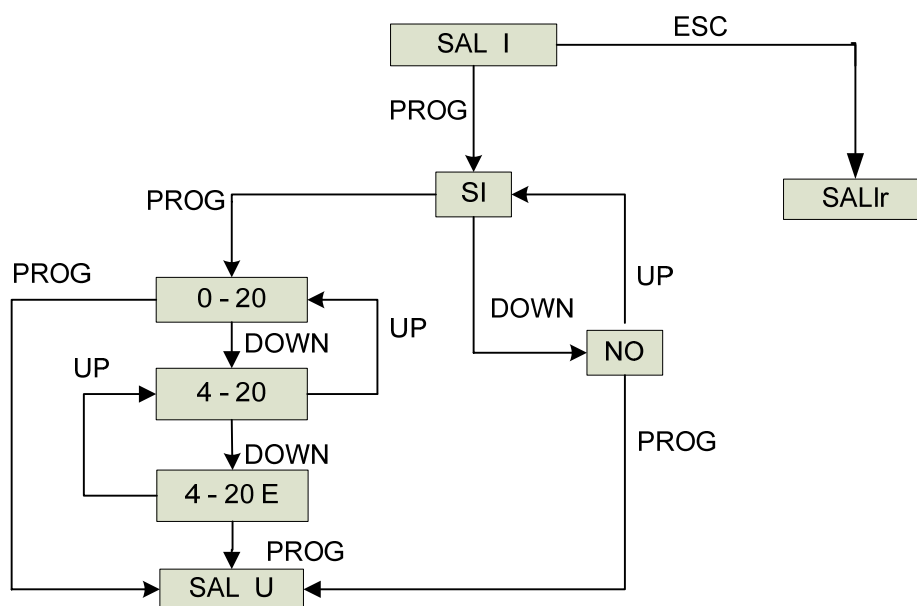 ESC
SAL I
PROG
SI
SALIr
PROG
PROG
0 - 20
UP
DOWN
DOWN
UP
NO
UP
4 - 20
PROG
DOWN
4 - 20 E
PROG
SAL U